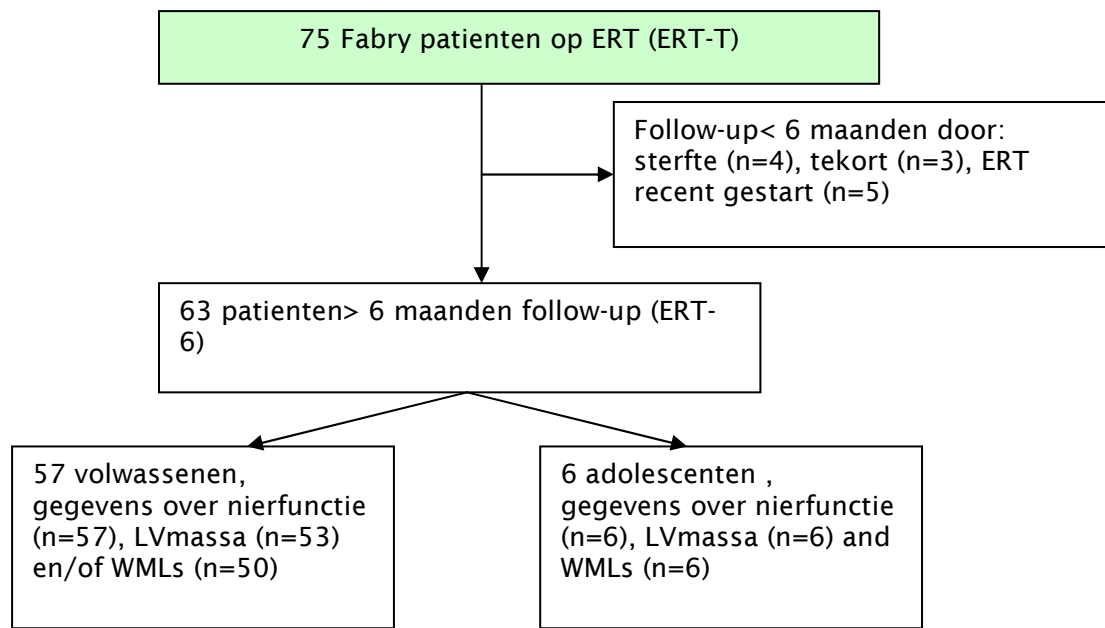 75 Fabry patienten op ERT (ERT-T)
Follow-up< 6 maanden door:
sterfte (n=4), tekort (n=3), ERT
recent gestart (n=5)
63 patienten> 6 maanden follow-up (ERT-
6)
57 volwassenen,
gegevens over nierfunctie
(n=57), LVmassa (n=53)
en/of WMLs (n=50)
6 adolescenten ,
gegevens over nierfunctie
(n=6), LVmassa (n=6) and
WMLs (n=6)